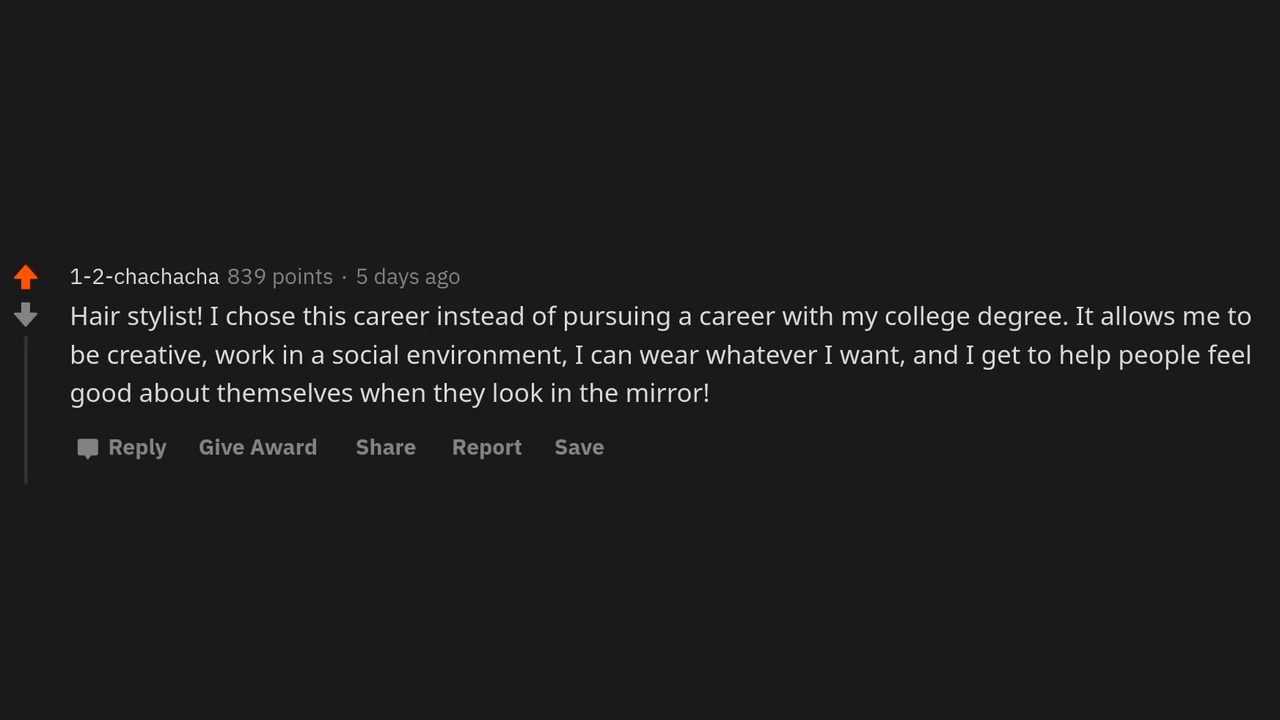 1-2-chachacha 839 points · 5 days ago
Hair stylist! I chose this career instead of pursuing a career with my college degree. It allows me to
be creative, work in a social environment, I can wear whatever I want, and I get to help people feel
good about themselves when they look in the mirror!
Reply Give Award Share Report Save